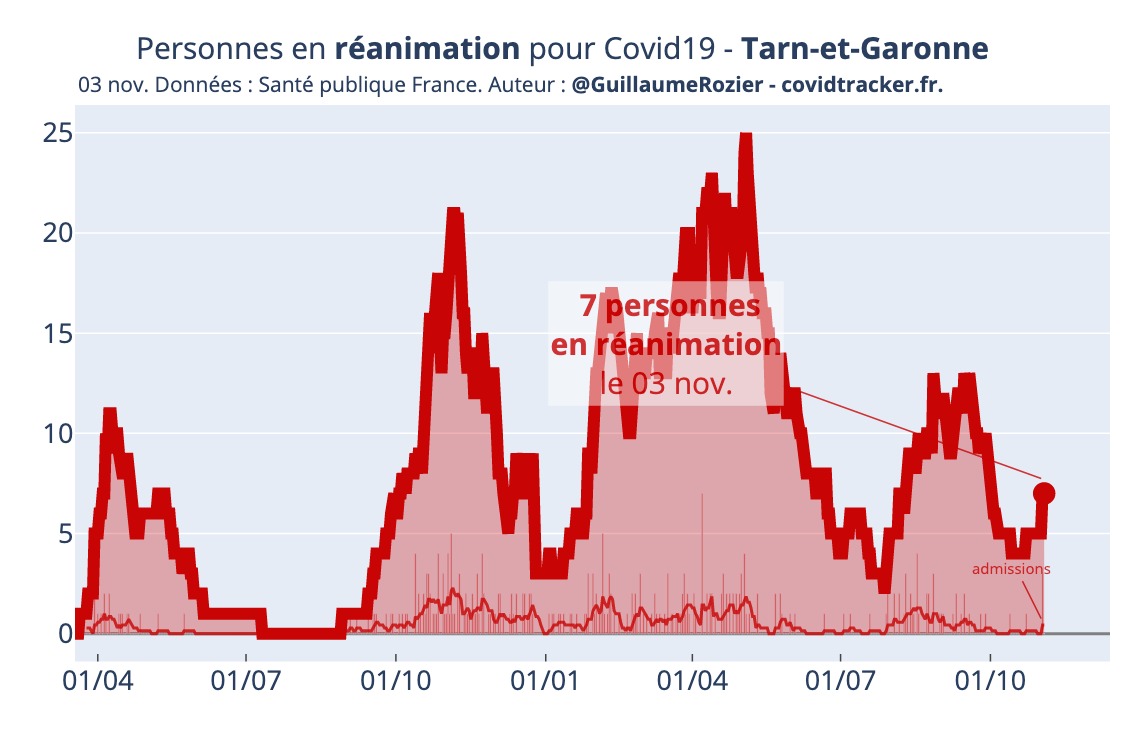 Personnes en réanimation pour Covid19 - Tarn-et-Garonne
03 nov. Données : Santé publique France. Auteur : @GuillaumeRozier - covidtracker.fr.
25
20
15
10
5
0
7 personnes
en réanimation
le 03 nov.
admissions
01/04
01/07
01/10
01/01
01/04
01/07
01/10